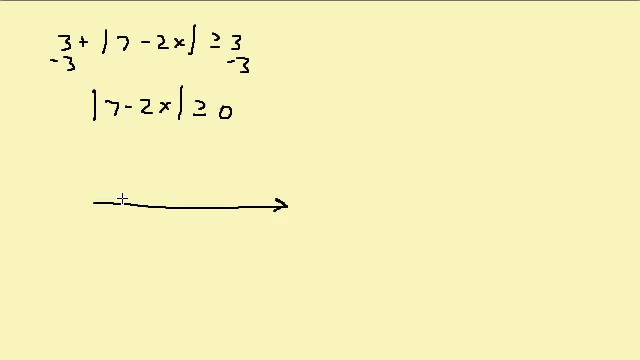 3 + |7 - 2x| ≥ 3
-3 -3
|7 - 2x| ≥ 0